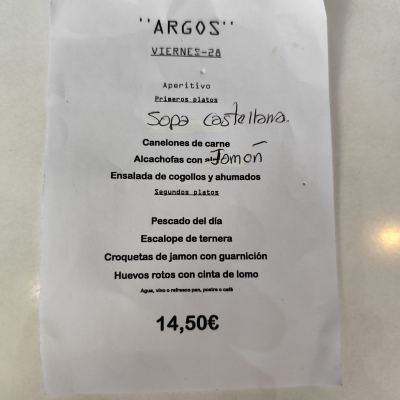 "ARGOS"
VIERNES-28
Aperitivo
Primeros platos
Sopa Castellana.
Canelones de carne
Alcachofas con Jamoñ
Ensalada de cogollos y ahumados
Segundos platos
Pescado del día
Escalope de ternera
Croquetas de jamon con guarnición
Huevos rotos con cinta de lomo
Agua, vino o refresco pan, postre o café
14,50€